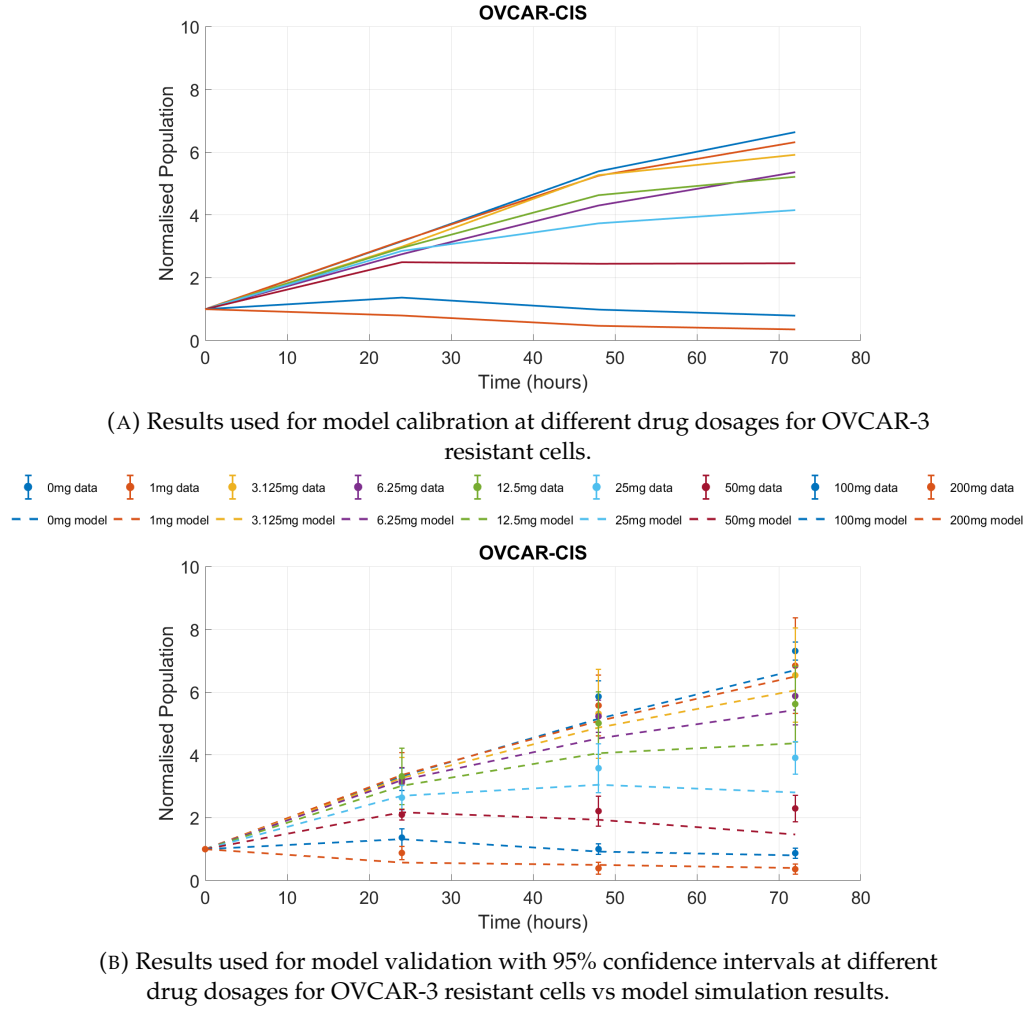 OVCAR-CIS
10
8
6
4
2
0
Normalised Population
0 10 20 30 40 50 60 70 80
Time (hours)
(A) Results used for model calibration at different drug dosages for OVCAR-3
resistant cells.
0mg data 1mg data 3.125mg data 6.25mg data 12.5mg data 25mg data 50mg data 100mg data 200mg data
0mg model 1mg model 3.125mg model 6.25mg model 12.5mg model 25mg model 50mg model 100mg model 200mg model
OVCAR-CIS
10
8
6
4
2
0
Normalised Population
0 10 20 30 40 50 60 70 80
Time (hours)
(B) Results used for model validation with 95% confidence intervals at different
drug dosages for OVCAR-3 resistant cells vs model simulation results.